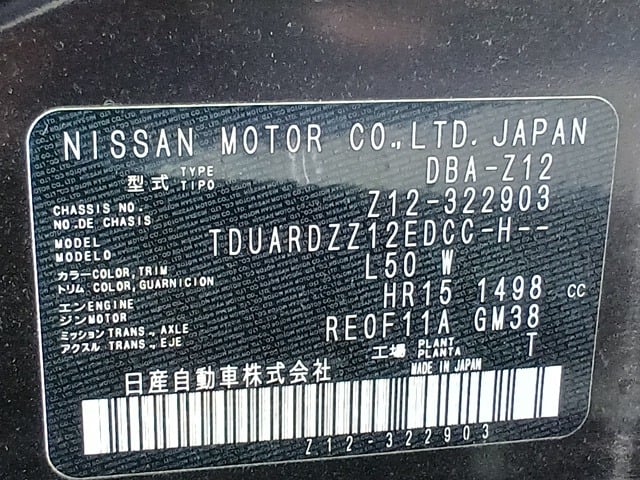 NISSAN MOTOR CO.,LTD. JAPAN
型式 TYPE TIPO DBA-Z12
CHASSIS NO. NO.DE CHASIS Z12-322903
MODEL MODELO TDUARDZZ12EDCC-H--
カラー COLOR,TRIM トリム COLOR,GUARNICION L50 W
エンジン ENGINE MOTOR HR15 1498 CC
ミッション TRANS., AXLE アクスル TRANS., EJE RE0F11A GM38
工場 PLANT PLANTA T
日産自動車株式会社 MADE IN JAPAN
Z12-322903